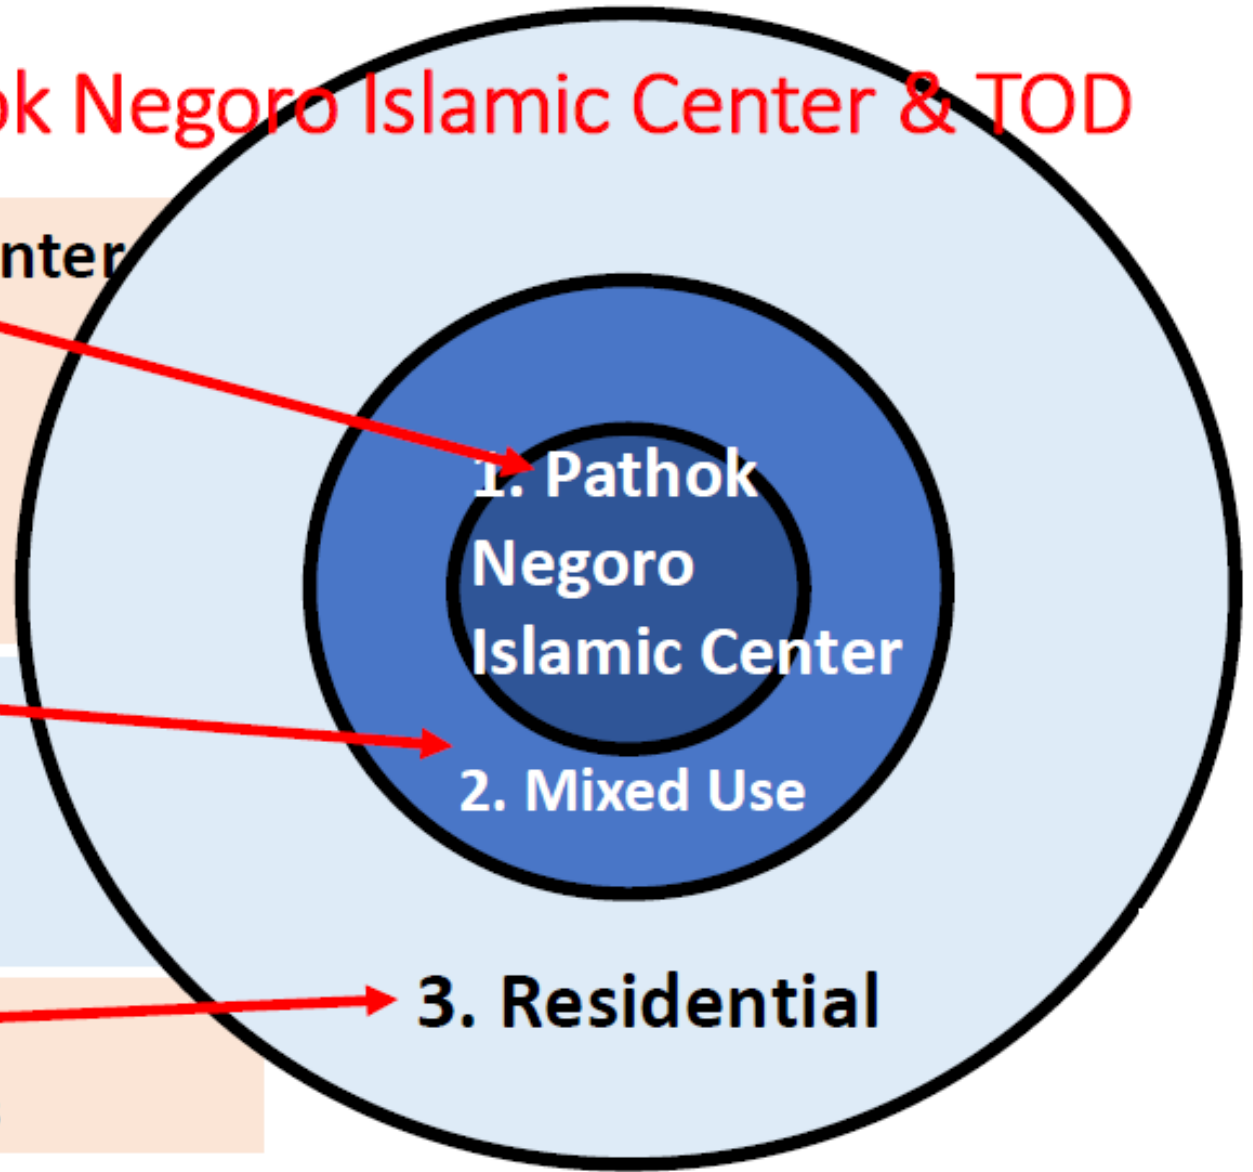 ok Negoro Islamic Center & TOD
nter
1. Pathok
Negoro
Islamic Center
2. Mixed Use
3. Residential